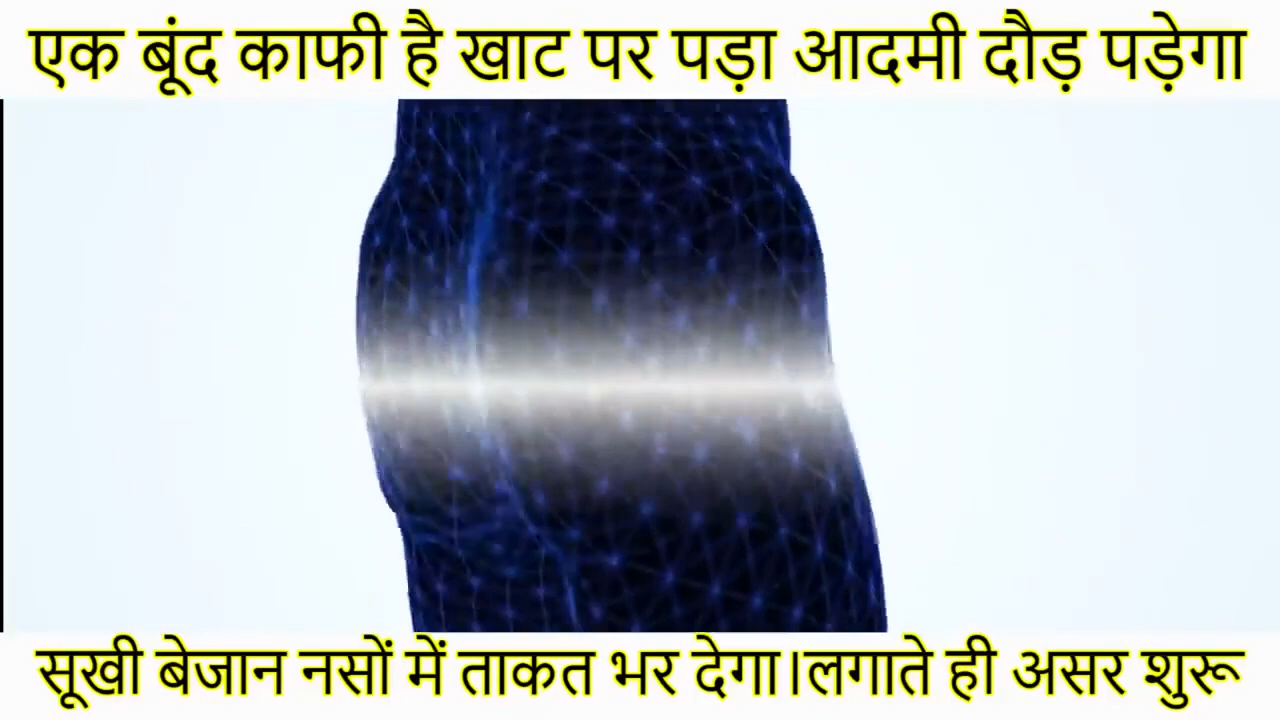 एक बूंद काफी है खाट पर पड़ा आदमी दौड़ पड़ेगा
सूखी बेजान नसों में ताकत भर देगा।लगाते ही असर शुरू